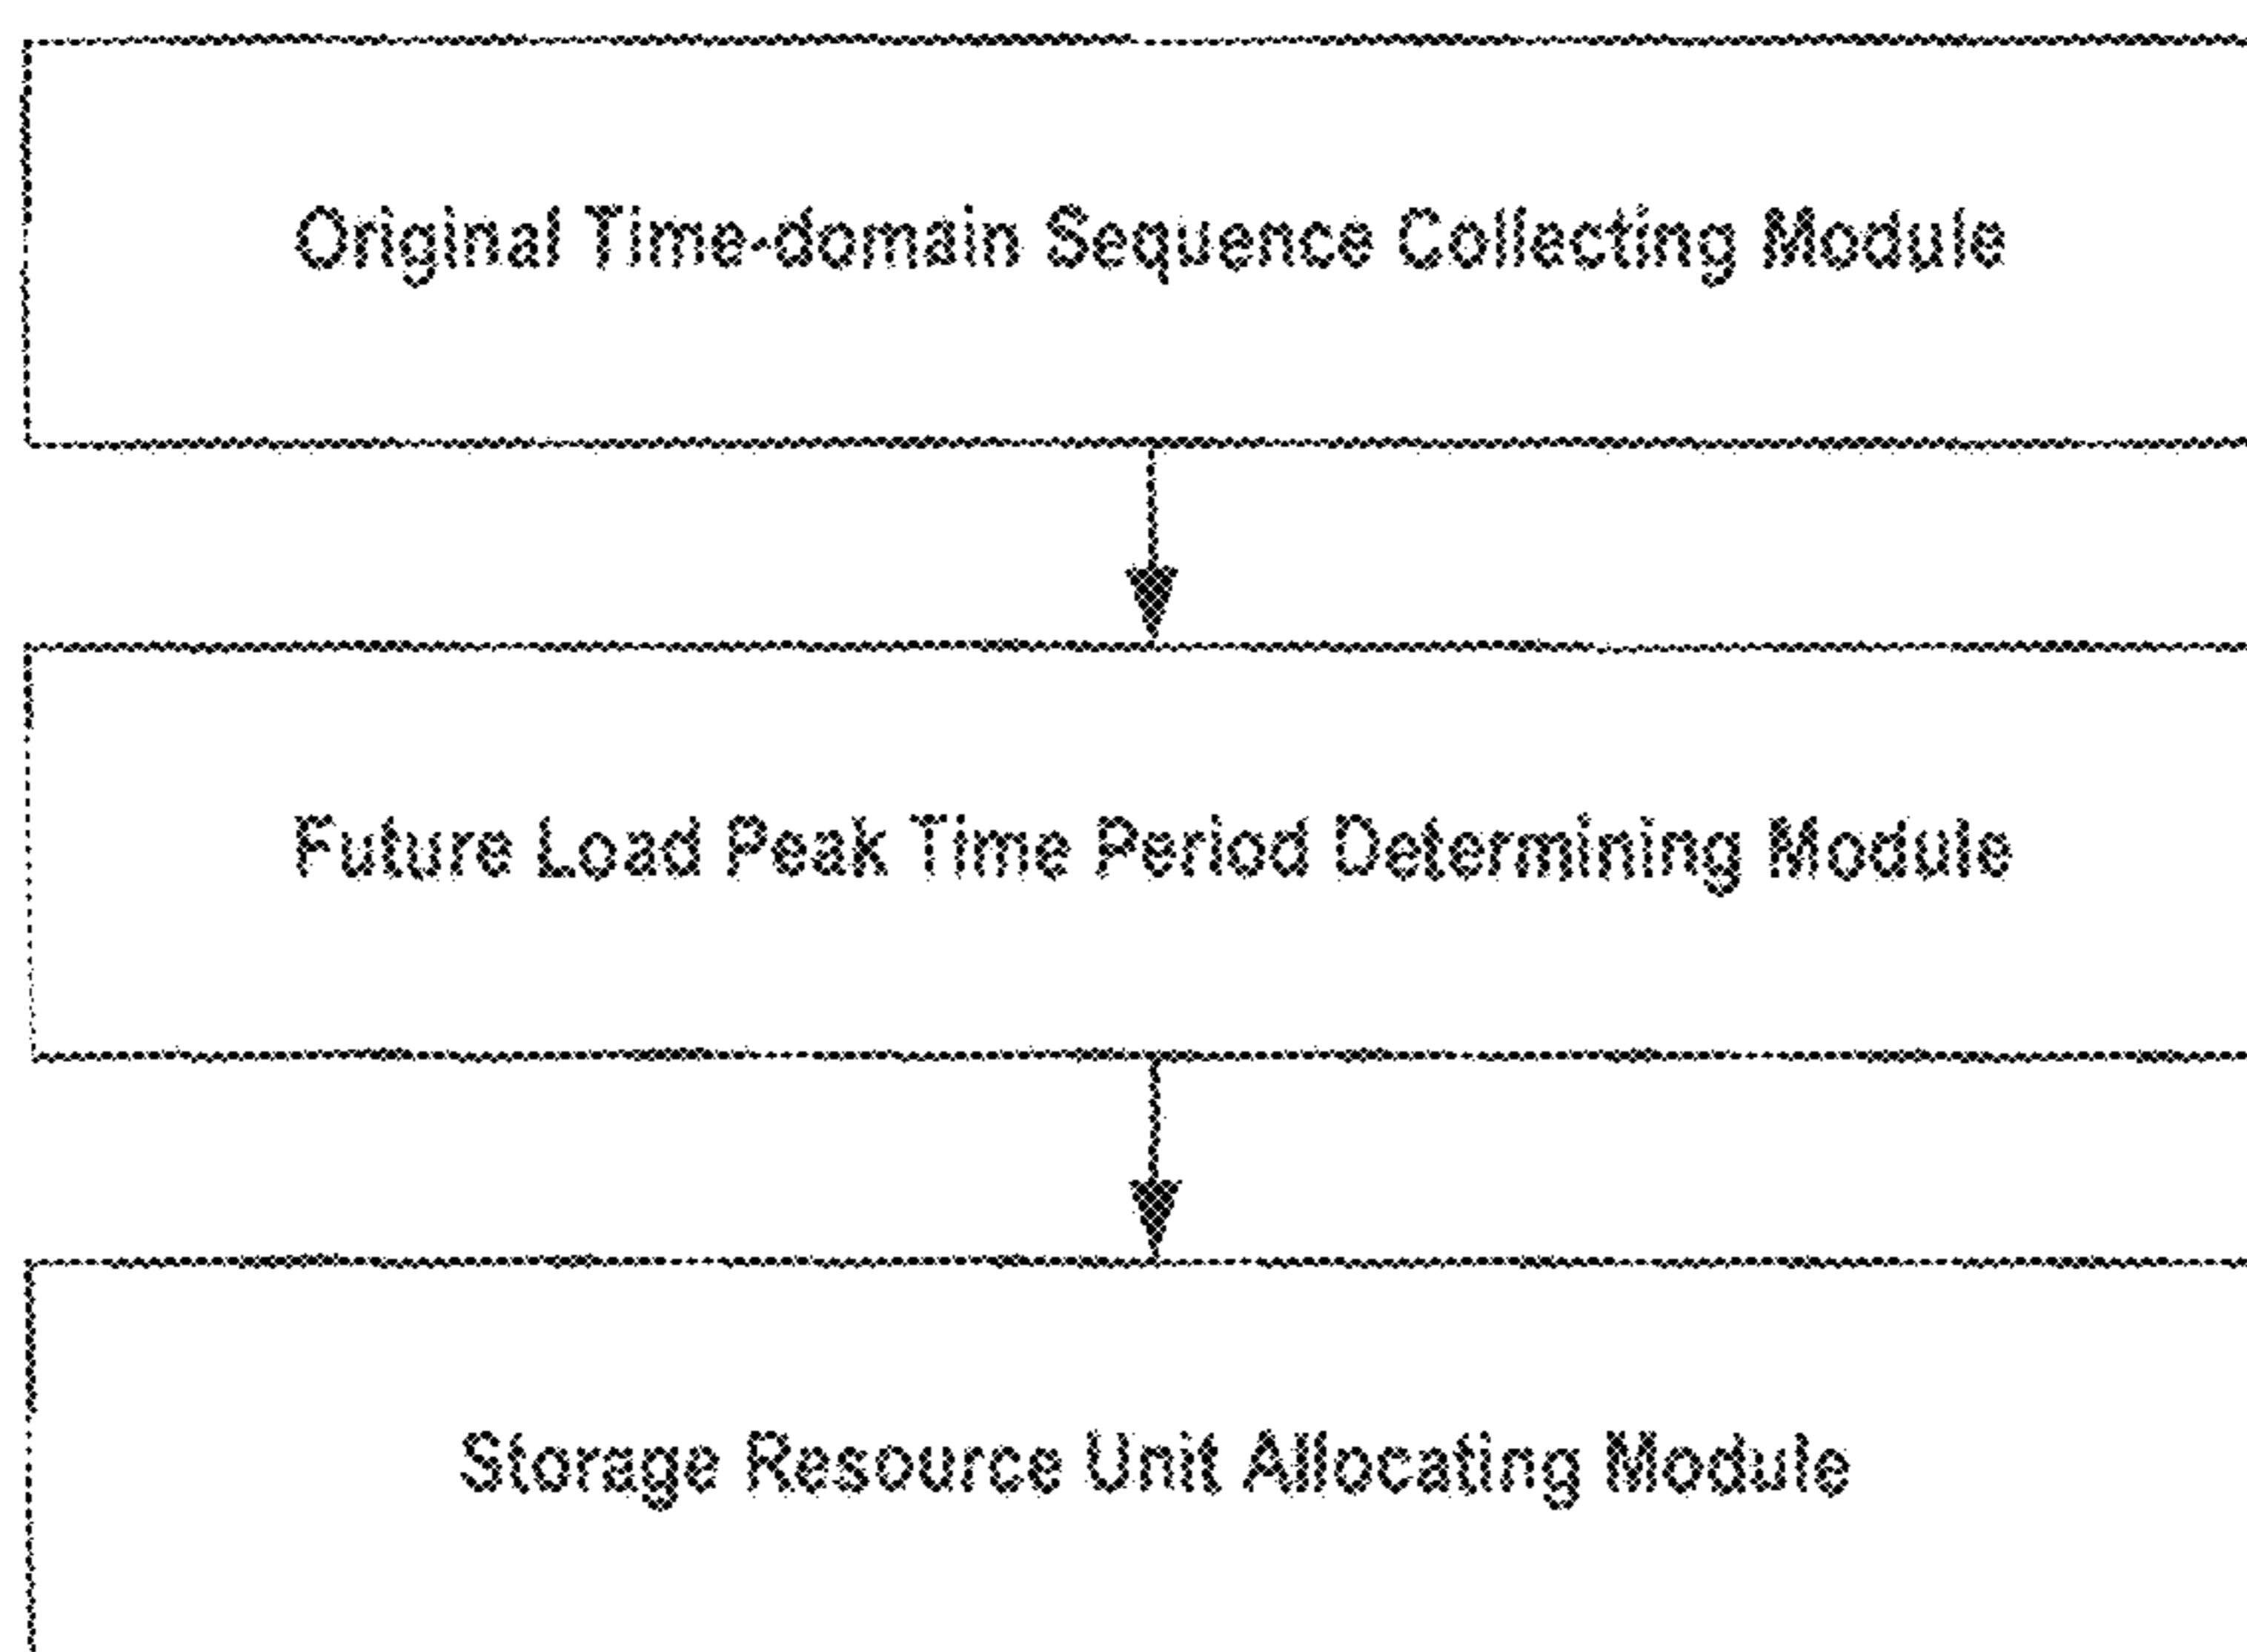 Original Time-domain Sequence Collecting Module
Future Load Peak Time Period Determining Module
Storage Resource Unit Allocating Module